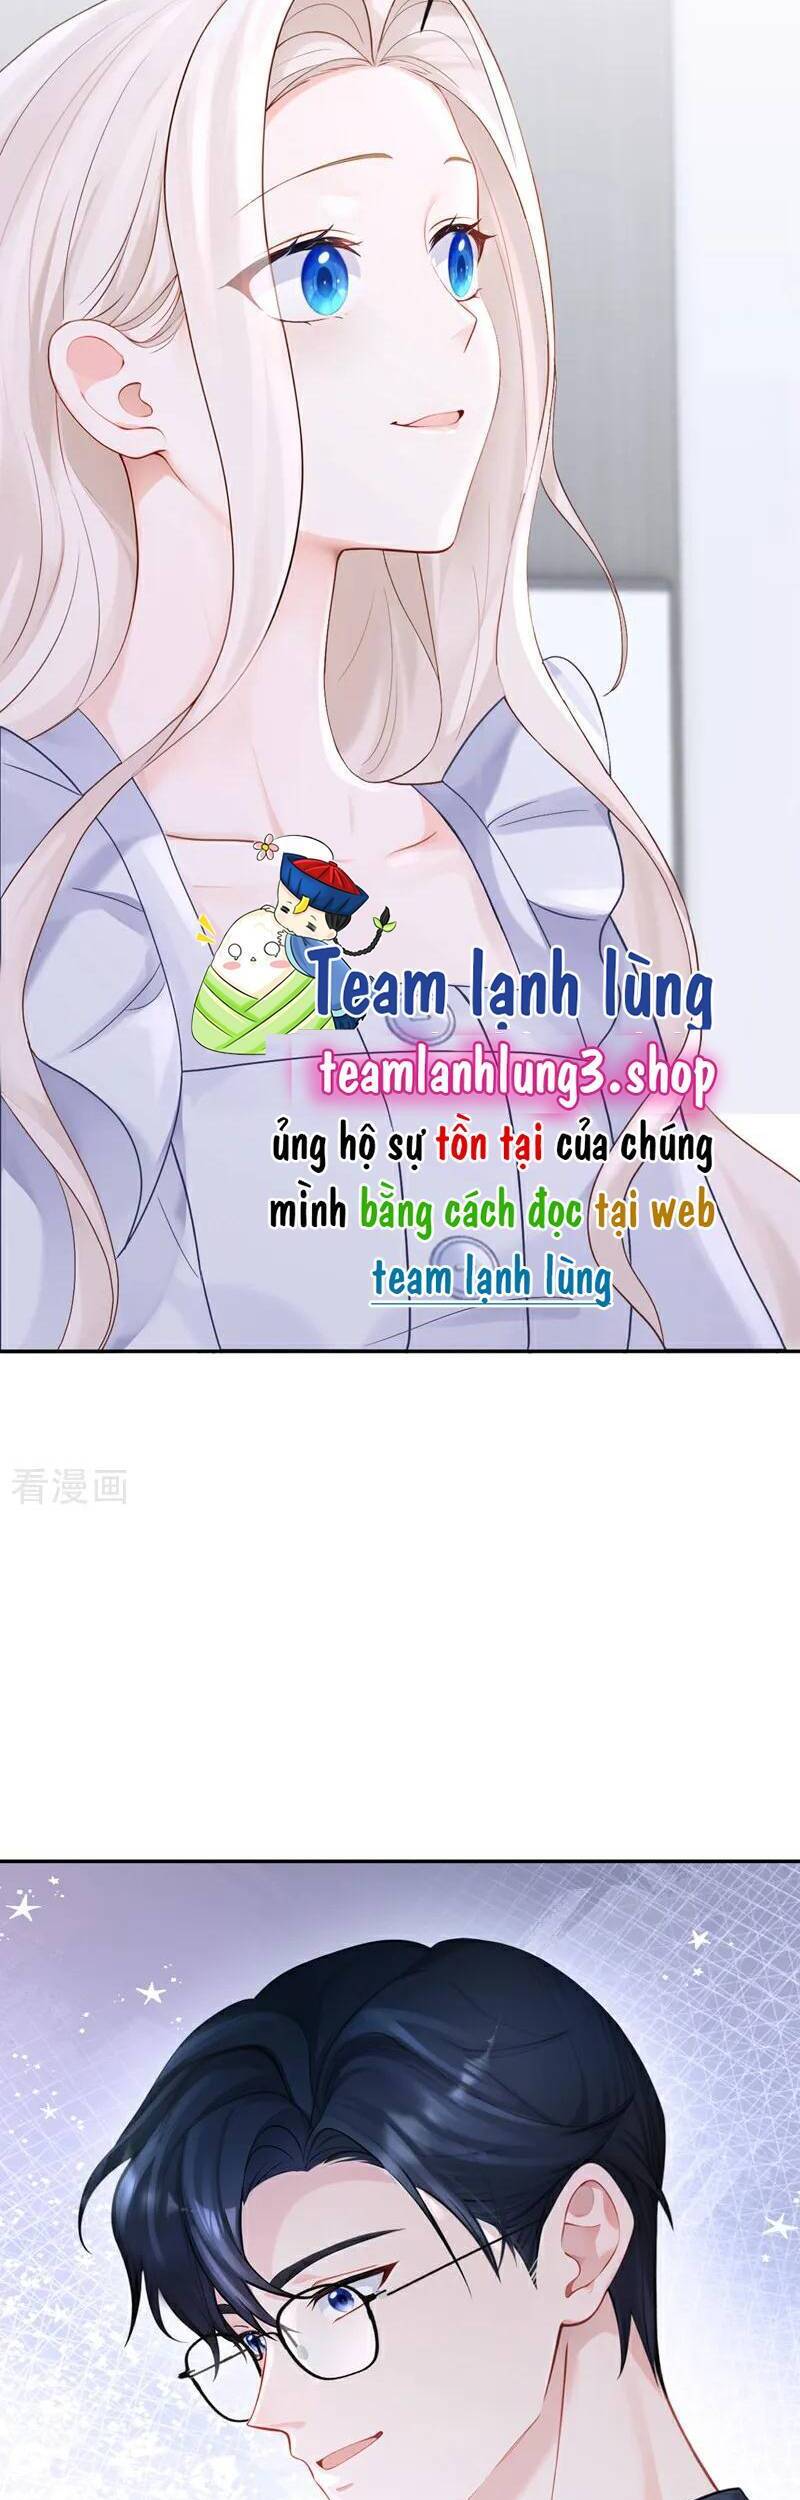 Team lạnh lùng
teamlanhlung3.shop
ủng hộ sự tồn tại của chúng
mình bằng cách đọc tại web
team lạnh lùng
看漫画